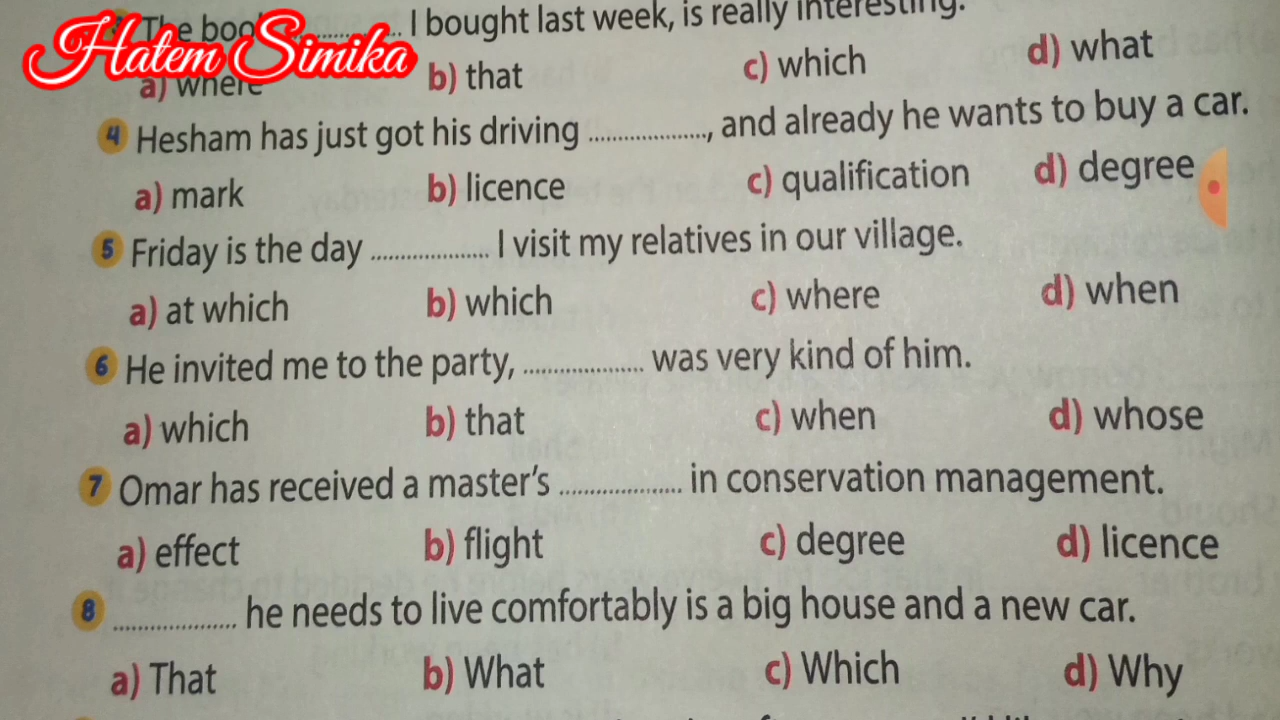 Hatem Simika
The boo ............ I bought last week, is really interesting.
a) where b) that c) which d) what
4 Hesham has just got his driving .................., and already he wants to buy a car.
a) mark b) licence c) qualification d) degree
5 Friday is the day .................. I visit my relatives in our village.
a) at which b) which c) where d) when
6 He invited me to the party, .................. was very kind of him.
a) which b) that c) when d) whose
7 Omar has received a master's .................. in conservation management.
a) effect b) flight c) degree d) licence
8 .................. he needs to live comfortably is a big house and a new car.
a) That b) What c) Which d) Why